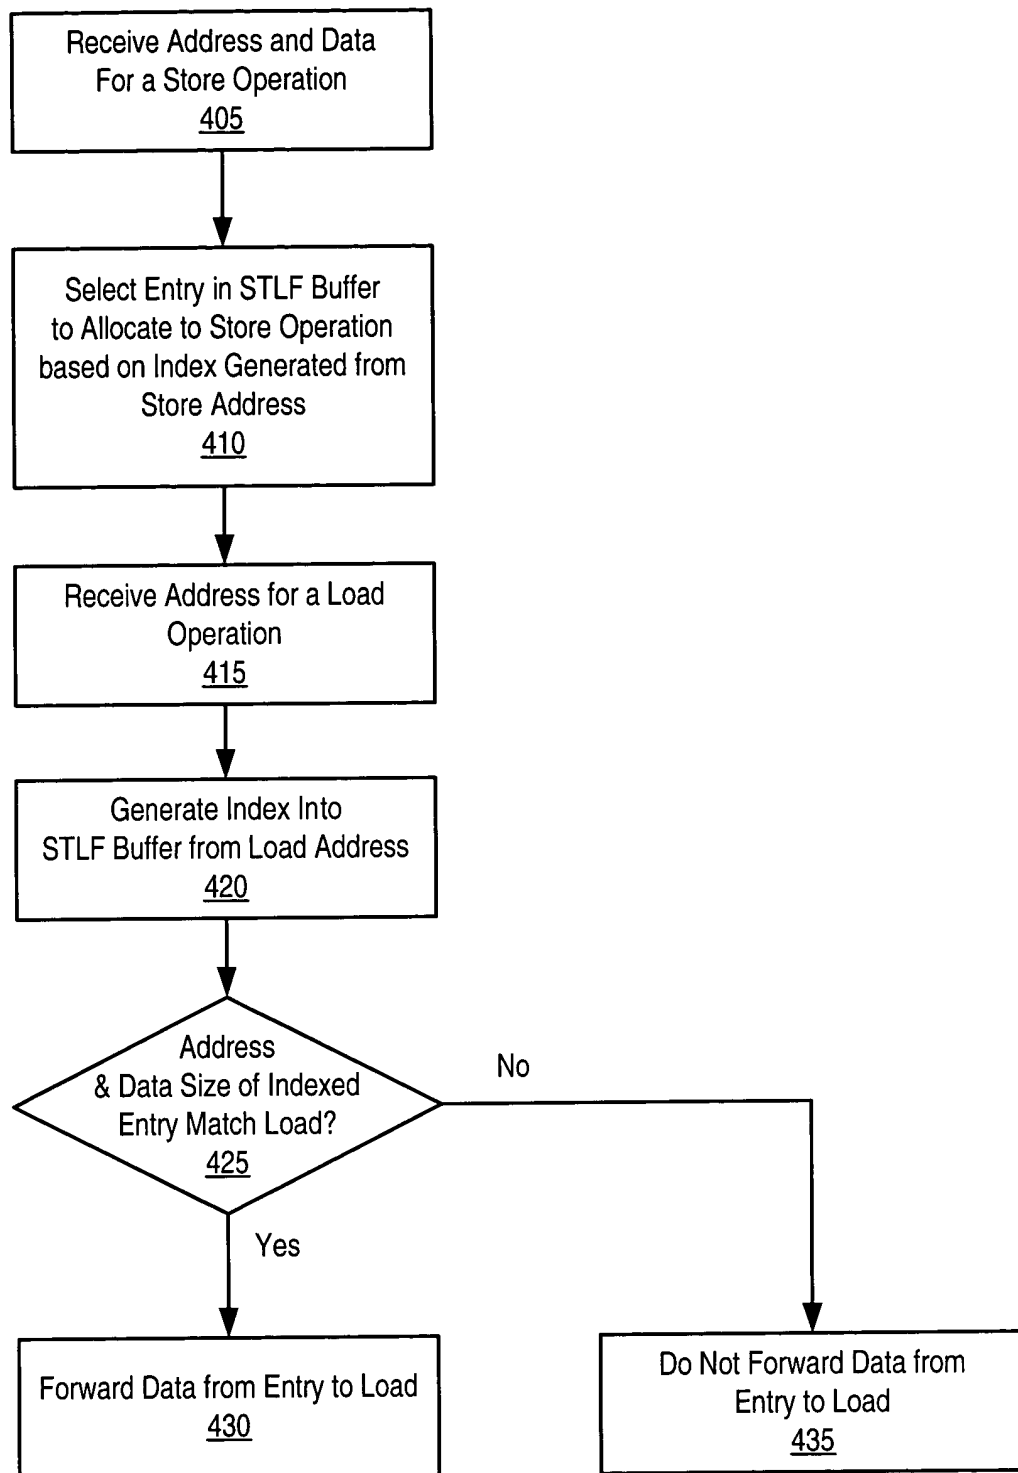 Receive Address and Data
For a Store Operation
405
Select Entry in STLF Buffer
to Allocate to Store Operation
based on Index Generated from
Store Address
410
Receive Address for a Load
Operation
415
Generate Index Into
STLF Buffer from Load Address
420
Address
& Data Size of Indexed
Entry Match Load?
425
No
Yes
Forward Data from Entry to Load
430
Do Not Forward Data from
Entry to Load
435